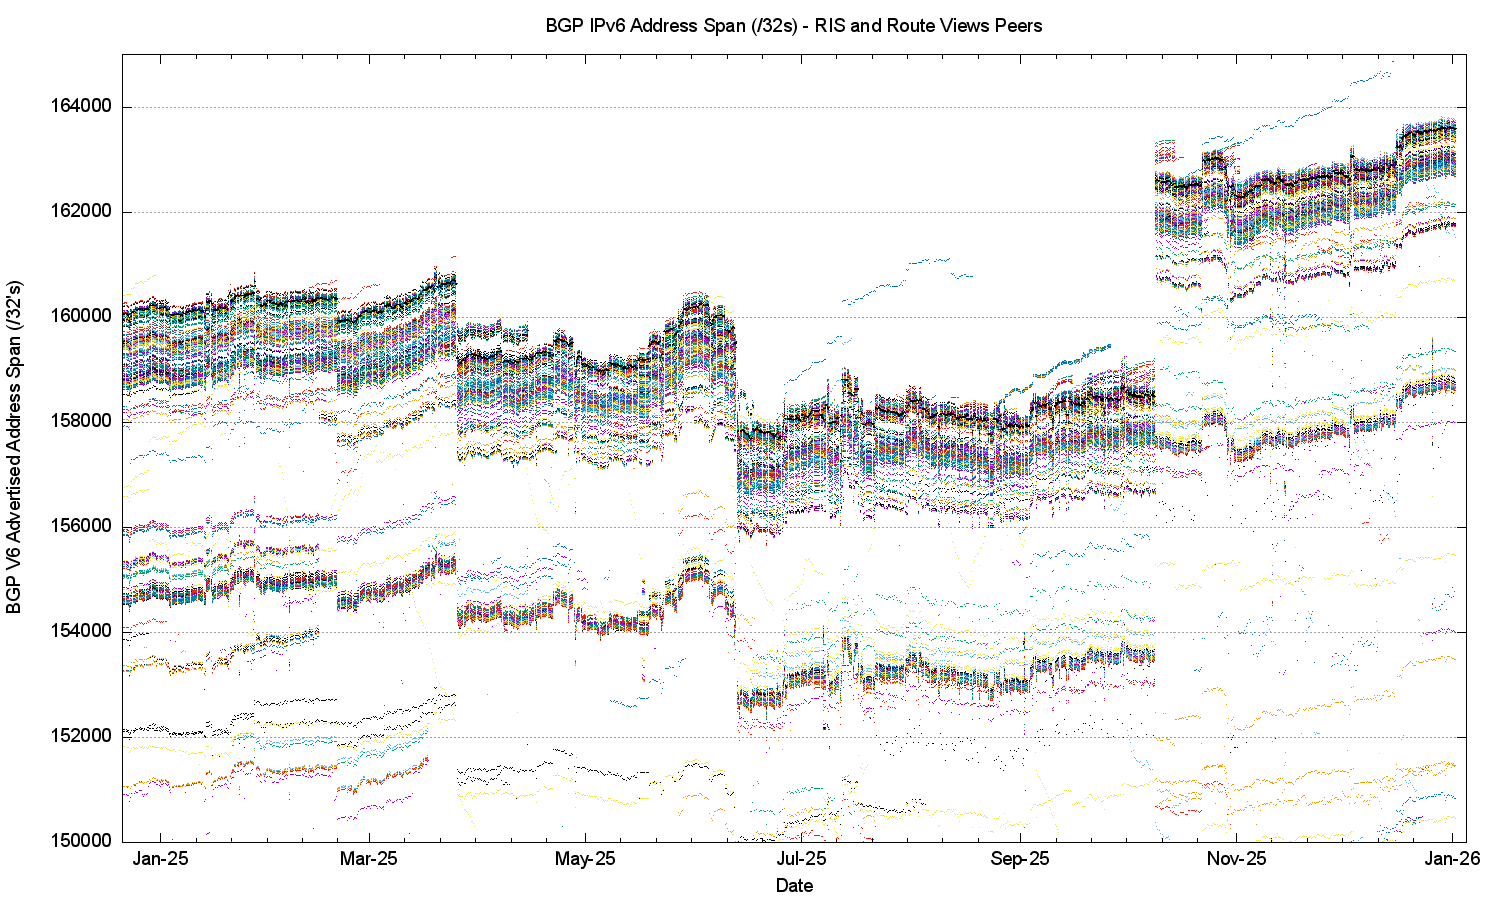 BGP IPv6 Address Span (/32s) - RIS and Route Views Peers
BGP V6 Advertised Address Span (/32's)
164000
162000
160000
158000
156000
154000
152000
150000
Jan-25 Mar-25 May-25 Jul-25 Sep-25 Nov-25 Jan-26
Date